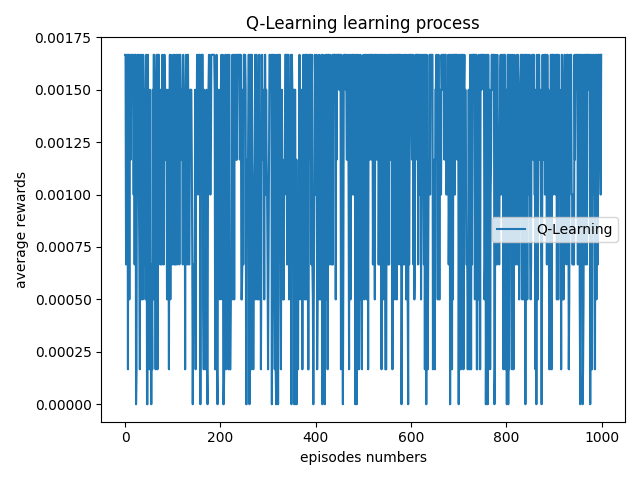 Q-Learning learning process
0.00175
0.00150
0.00125
0.00100
0.00075
0.00050
0.00025
0.00000
average rewards
Q-Learning
0 200 400 600 800 1000
episodes numbers